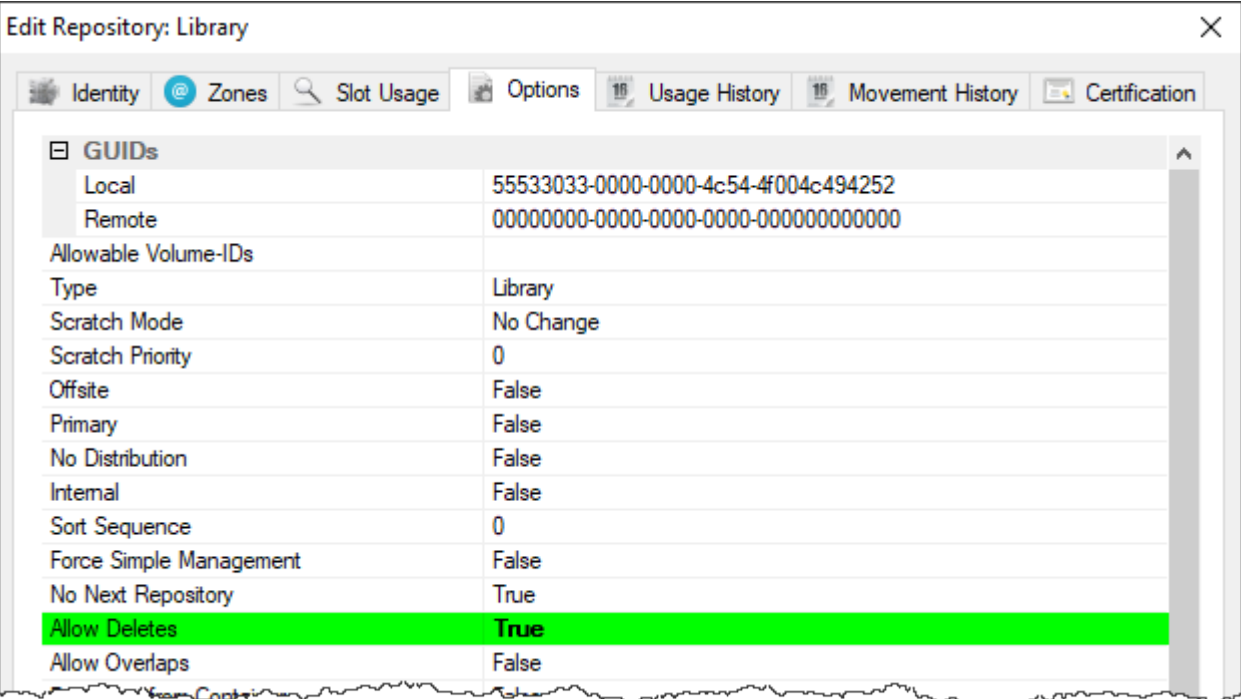 Edit Repository: Library
Identity Zones Slot Usage Options Usage History Movement History Certification
GUIDs
Local 55533033-0000-0000-4c54-4f004c494252
Remote 00000000-0000-0000-0000-000000000000
Allowable Volume-IDs
Type Library
Scratch Mode No Change
Scratch Priority 0
Offsite False
Primary False
No Distribution False
Internal False
Sort Sequence 0
Force Simple Management False
No Next Repository True
Allow Deletes True
Allow Overlaps False